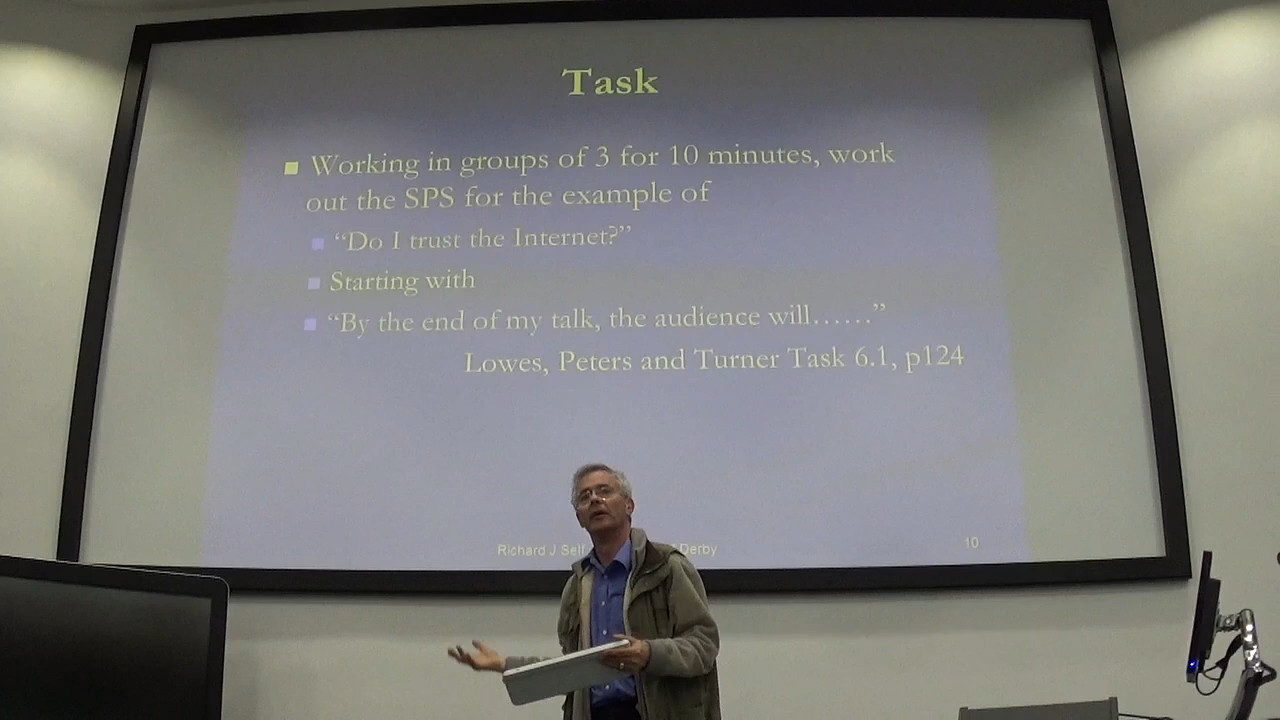 Task
Working in groups of 3 for 10 minutes, work
out the SPS for the example of
“Do I trust the Internet?”
Starting with
“By the end of my talk, the audience will……”
Lowes, Peters and Turner Task 6.1, p124
Richard J Self Derby
10